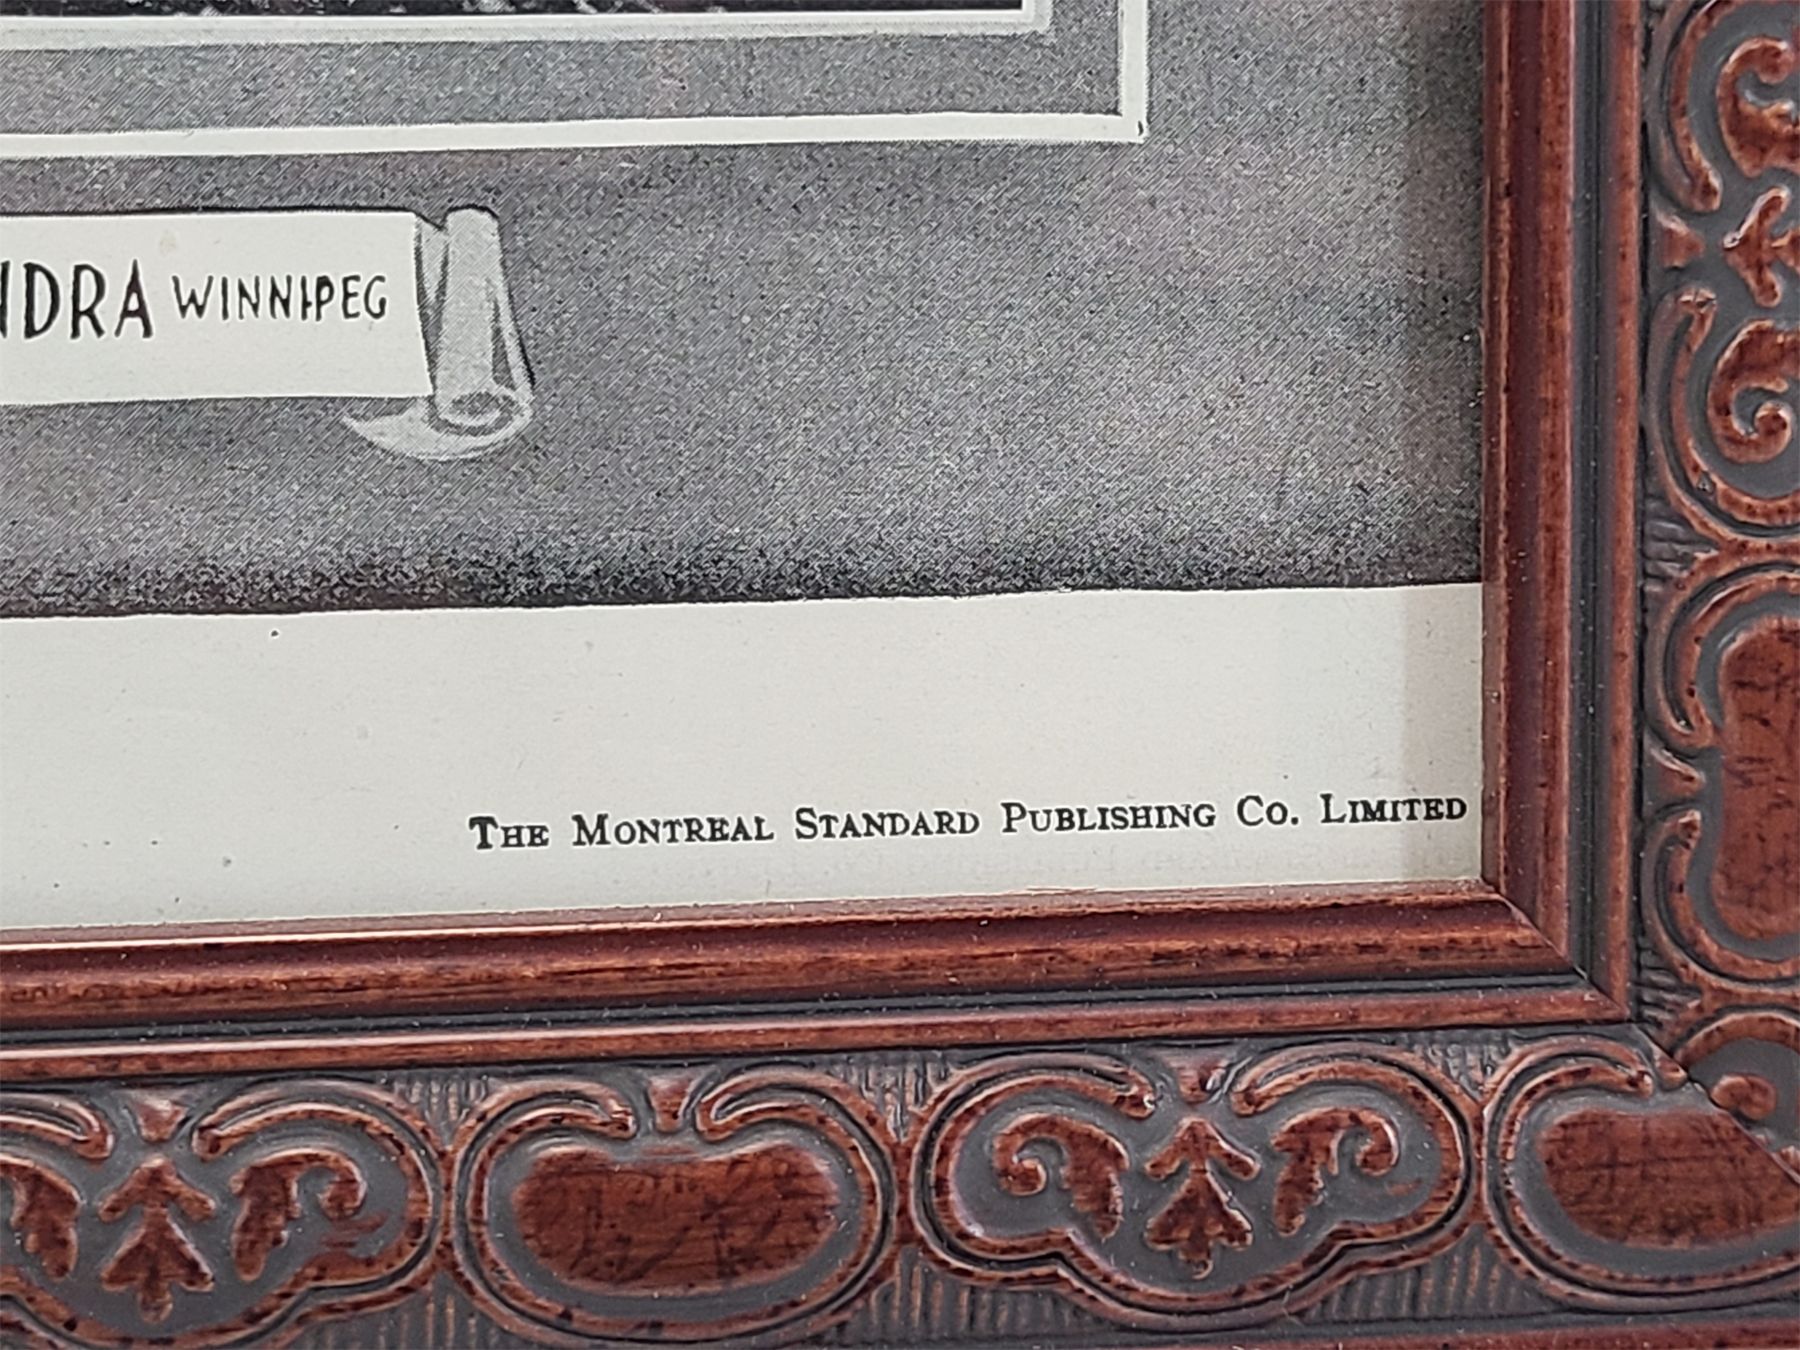 NDRA WINNIPEG
THE MONTREAL STANDARD PUBLISHING CO. LIMITED